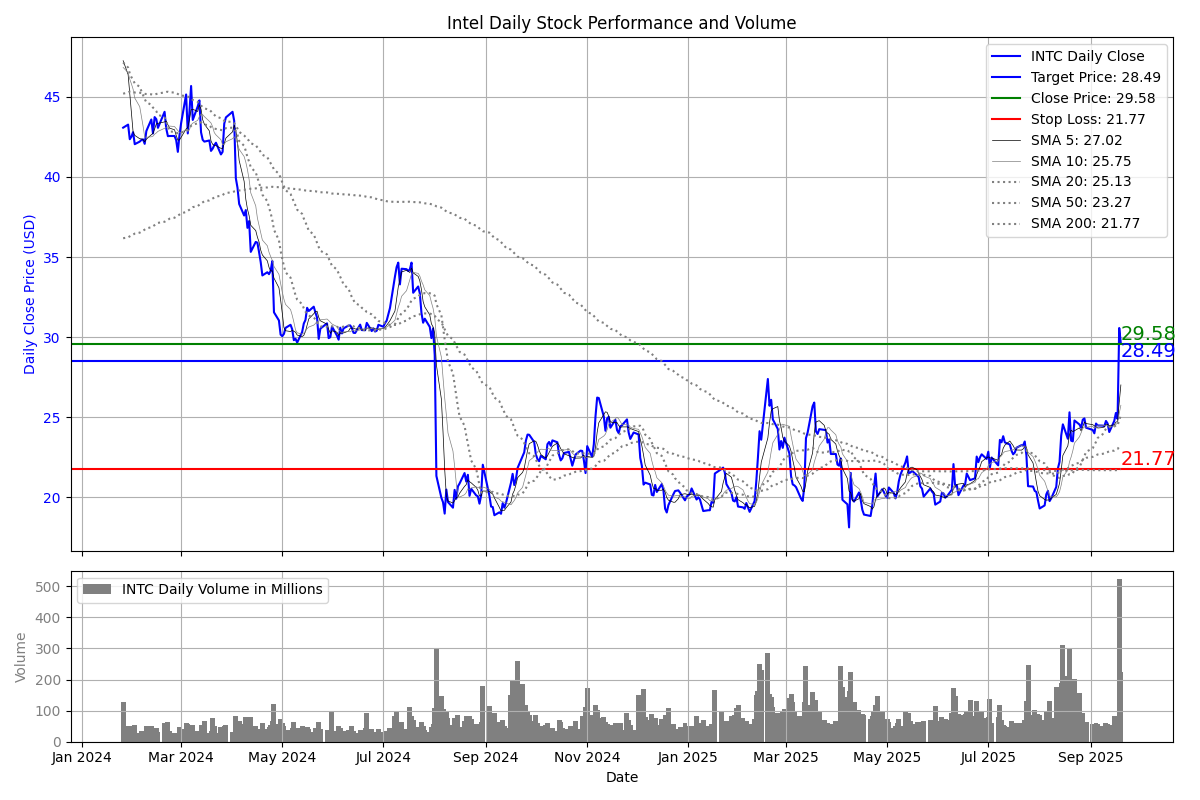 Intel Daily Stock Performance and Volume
Daily Close Price (USD)
45
40
35
30
25
20
INTC Daily Close
Target Price: 28.49
Close Price: 29.58
Stop Loss: 21.77
SMA 5: 27.02
SMA 10: 25.75
SMA 20: 25.13
SMA 50: 23.27
SMA 200: 21.77
29.58
28.49
21.77
Volume
500
400
300
200
100
0
INTC Daily Volume in Millions
Jan 2024 Mar 2024 May 2024 Jul 2024 Sep 2024 Nov 2024 Jan 2025 Mar 2025 May 2025 Jul 2025 Sep 2025
Date